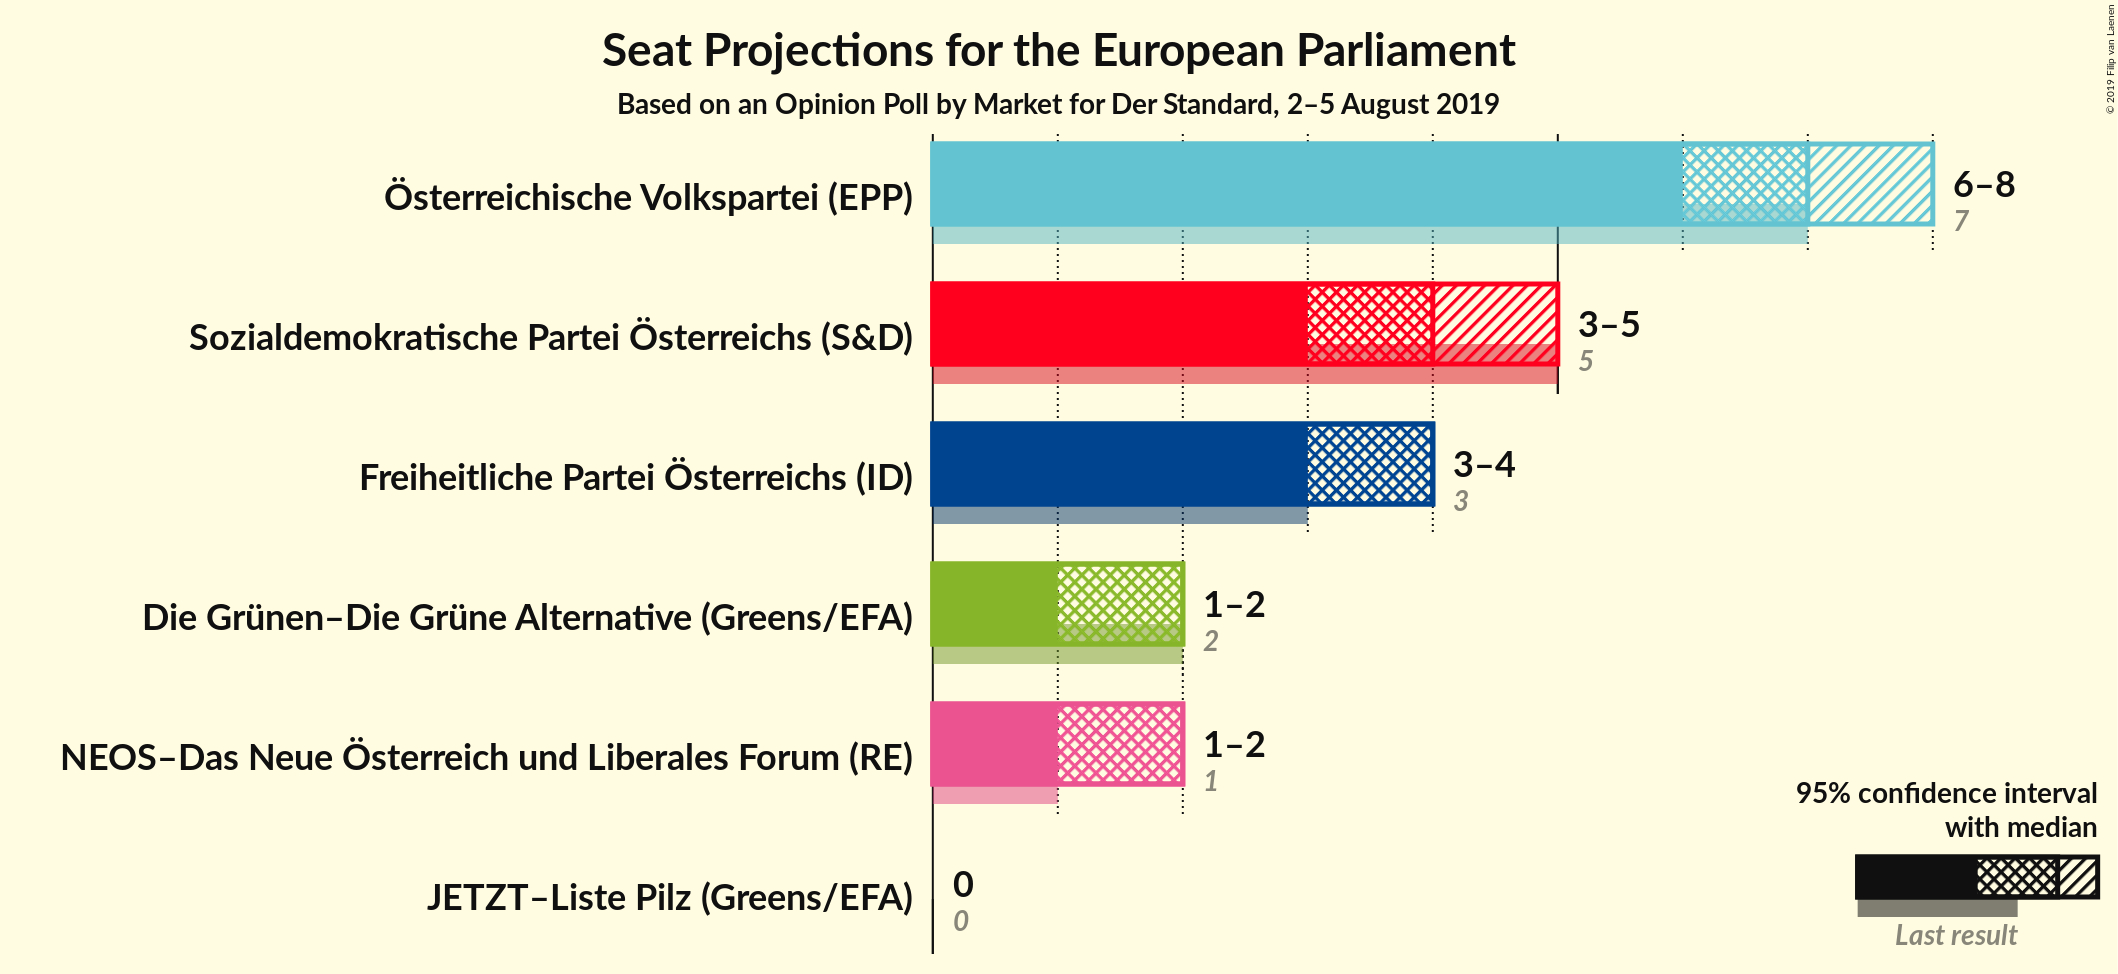 Seat Projections for the European Parliament
Based on an Opinion Poll by Market for Der Standard, 2–5 August 2019
© 2019 Filip van Laenen
Österreichische Volkspartei (EPP)
6–8
7
Sozialdemokratische Partei Österreichs (S&D)
3–5
5
Freiheitliche Partei Österreichs (ID)
3–4
3
Die Grünen–Die Grüne Alternative (Greens/EFA)
1–2
2
NEOS–Das Neue Österreich und Liberales Forum (RE)
1–2
1
JETZT–Liste Pilz (Greens/EFA)
0
0
95% confidence interval
with median
Last result